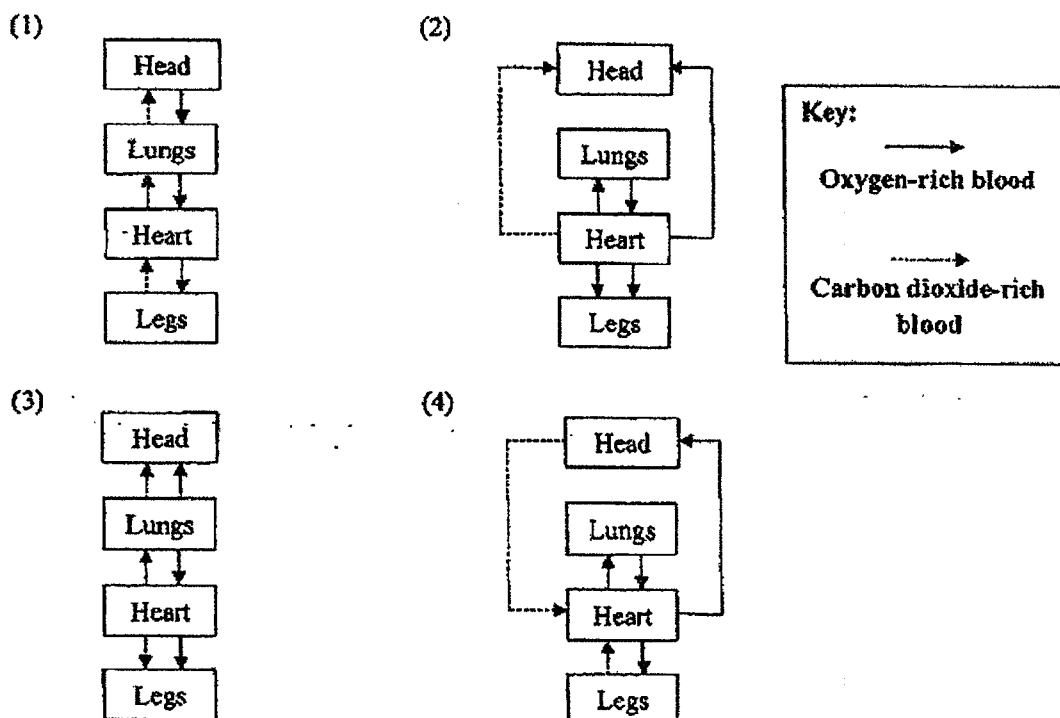 (1)
Head
Lungs
Heart
Legs
(2)
Head
Lungs
Heart
Legs
Key:
Oxygen-rich blood
Carbon dioxide-rich
blood
(3)
Head
Lungs
Heart
Legs
(4)
Head
Lungs
Heart
Legs